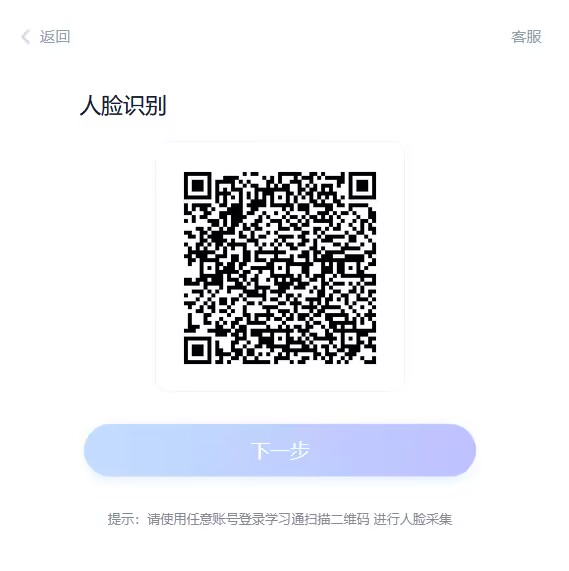 返回
客服
人脸识别
下一步
提示：请使用任意账号登录学习通扫描二维码 进行人脸采集